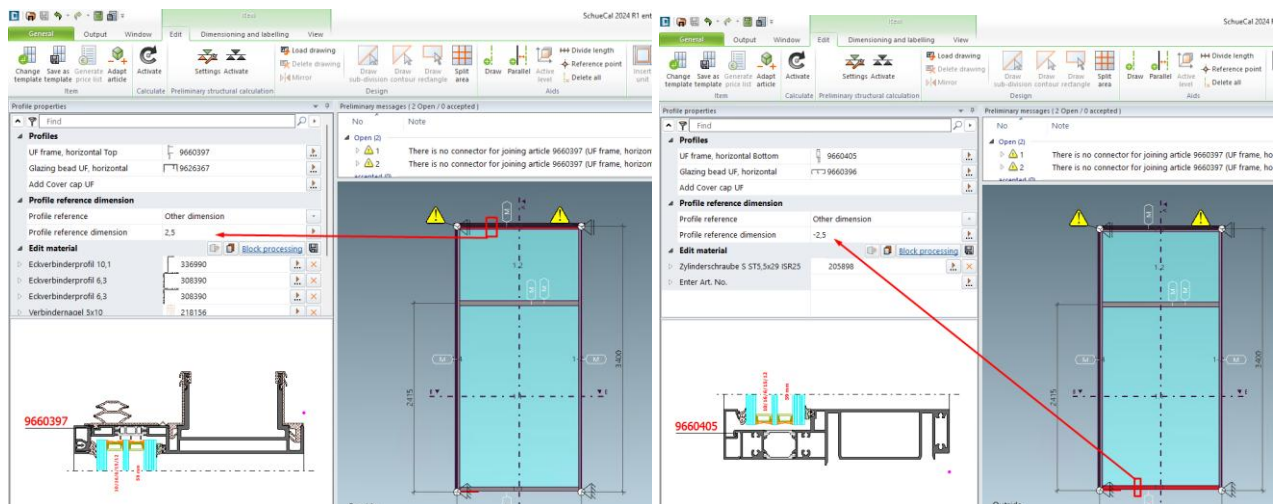 Iteal
SchueCal 2024 R1 ent
General Output Window Edit Dimensioning and labelling View
Change template
Save as template
Generate price list
Adapt article
Activate
Settings Activate
Load drawing
Delete drawing
Mirror
Draw sub-division
Draw contour
Draw rectangle
Split area
Draw Parallel
Active level
Divide length
Reference point
Delete all
Insert unit
Item Calculate Preliminary structural calculation Design Aids
Profile properties
Find
Profiles
UF frame, horizontal Top 9660397
Glazing bead UF, horizontal 9626367
Add Cover cap UF
Profile reference dimension
Profile reference Other dimension
Profile reference dimension 2,5
Edit material Block processing
Eckverbinderprofil 10,1 336990
Eckverbinderprofil 6,3 308390
Eckverbinderprofil 6,3 308390
Verbindernagel 5x10 218156
9660397
39 mm
Preliminary messages ( 2 Open / 0 accepted )
No Note
Open (2)
1 There is no connector for joining article 9660397 (UF frame, horizon
2 There is no connector for joining article 9660397 (UF frame, horizon
accepted (0)
M
1.2
M M
M
M
2415
3400
SchueCal 2024 R1
General Output Window Edit Dimensioning and labelling View
Change template
Save as template
Generate price list
Adapt article
Activate
Settings Activate
Load drawing
Delete drawing
Mirror
Draw sub-division
Draw contour
Draw rectangle
Split area
Draw Parallel
Active level
Divide length
Reference point
Delete all
Item Calculate Preliminary structural calculation Design Aids
Profile properties
Find
Profiles
UF frame, horizontal Bottom 9660405
Glazing bead UF, horizontal 9660396
Add Cover cap UF
Profile reference dimension
Profile reference Other dimension
Profile reference dimension -2,5
Edit material Block processing
Zylinderschraube S ST5,5x29 ISR25 205898
Enter Art. No.
9660405
39 mm
Preliminary messages ( 2 Open / 0 accepted )
No Note
Open (2)
1 There is no connector for joining article 9660397 (UF frame, ho
2 There is no connector for joining article 9660397 (UF frame, ho
M
1.2
M M
M
M
2415
3400
Outside